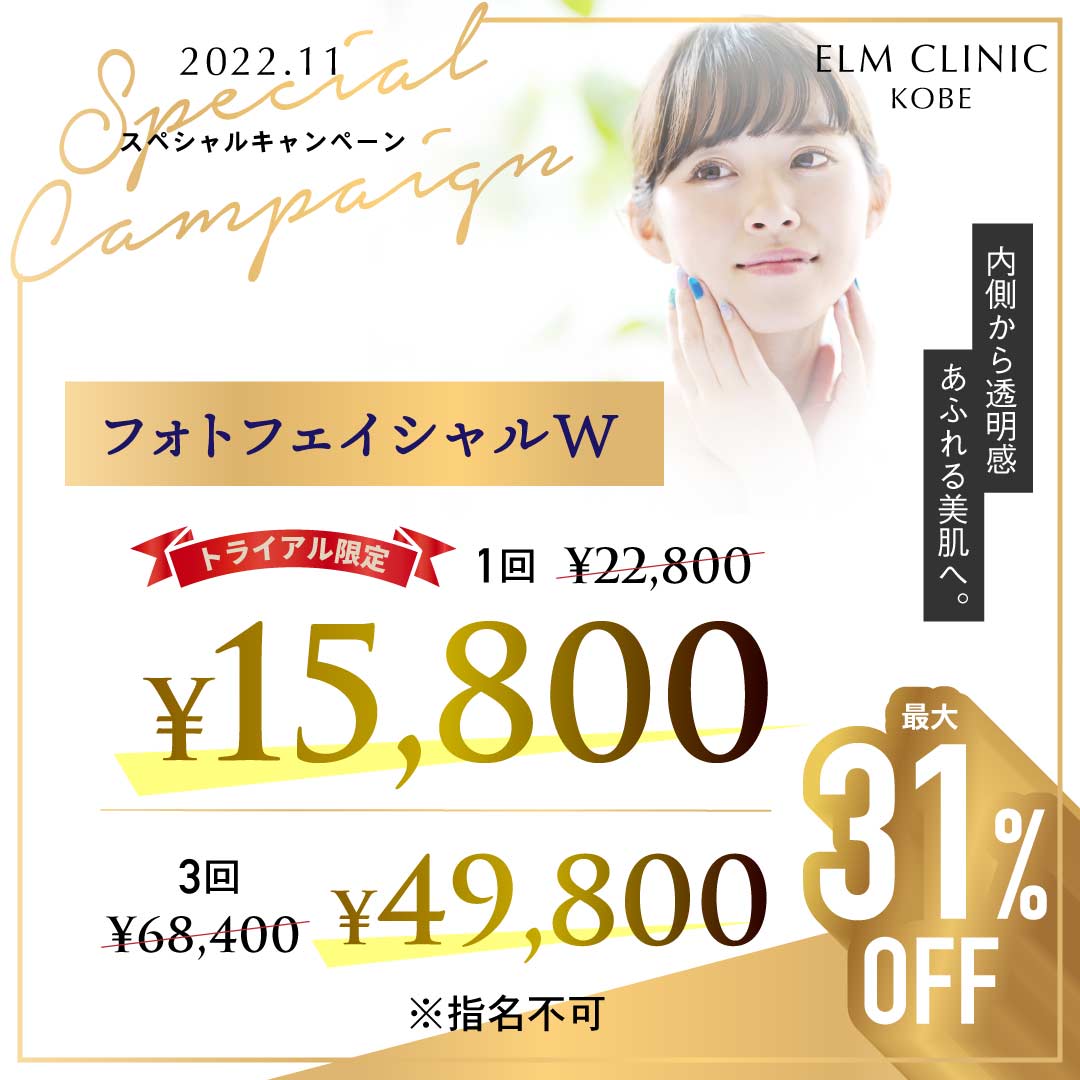 2022.11
Special
スペシャルキャンペーン
Campaign
ELM CLINIC
KOBE
内側から透明感
あふれる美肌へ。
フォトフェイシャルW
トライアル限定
1回 ¥22,800
¥15,800
3回
¥68,400
¥49,800
※指名不可
最大
31%
OFF